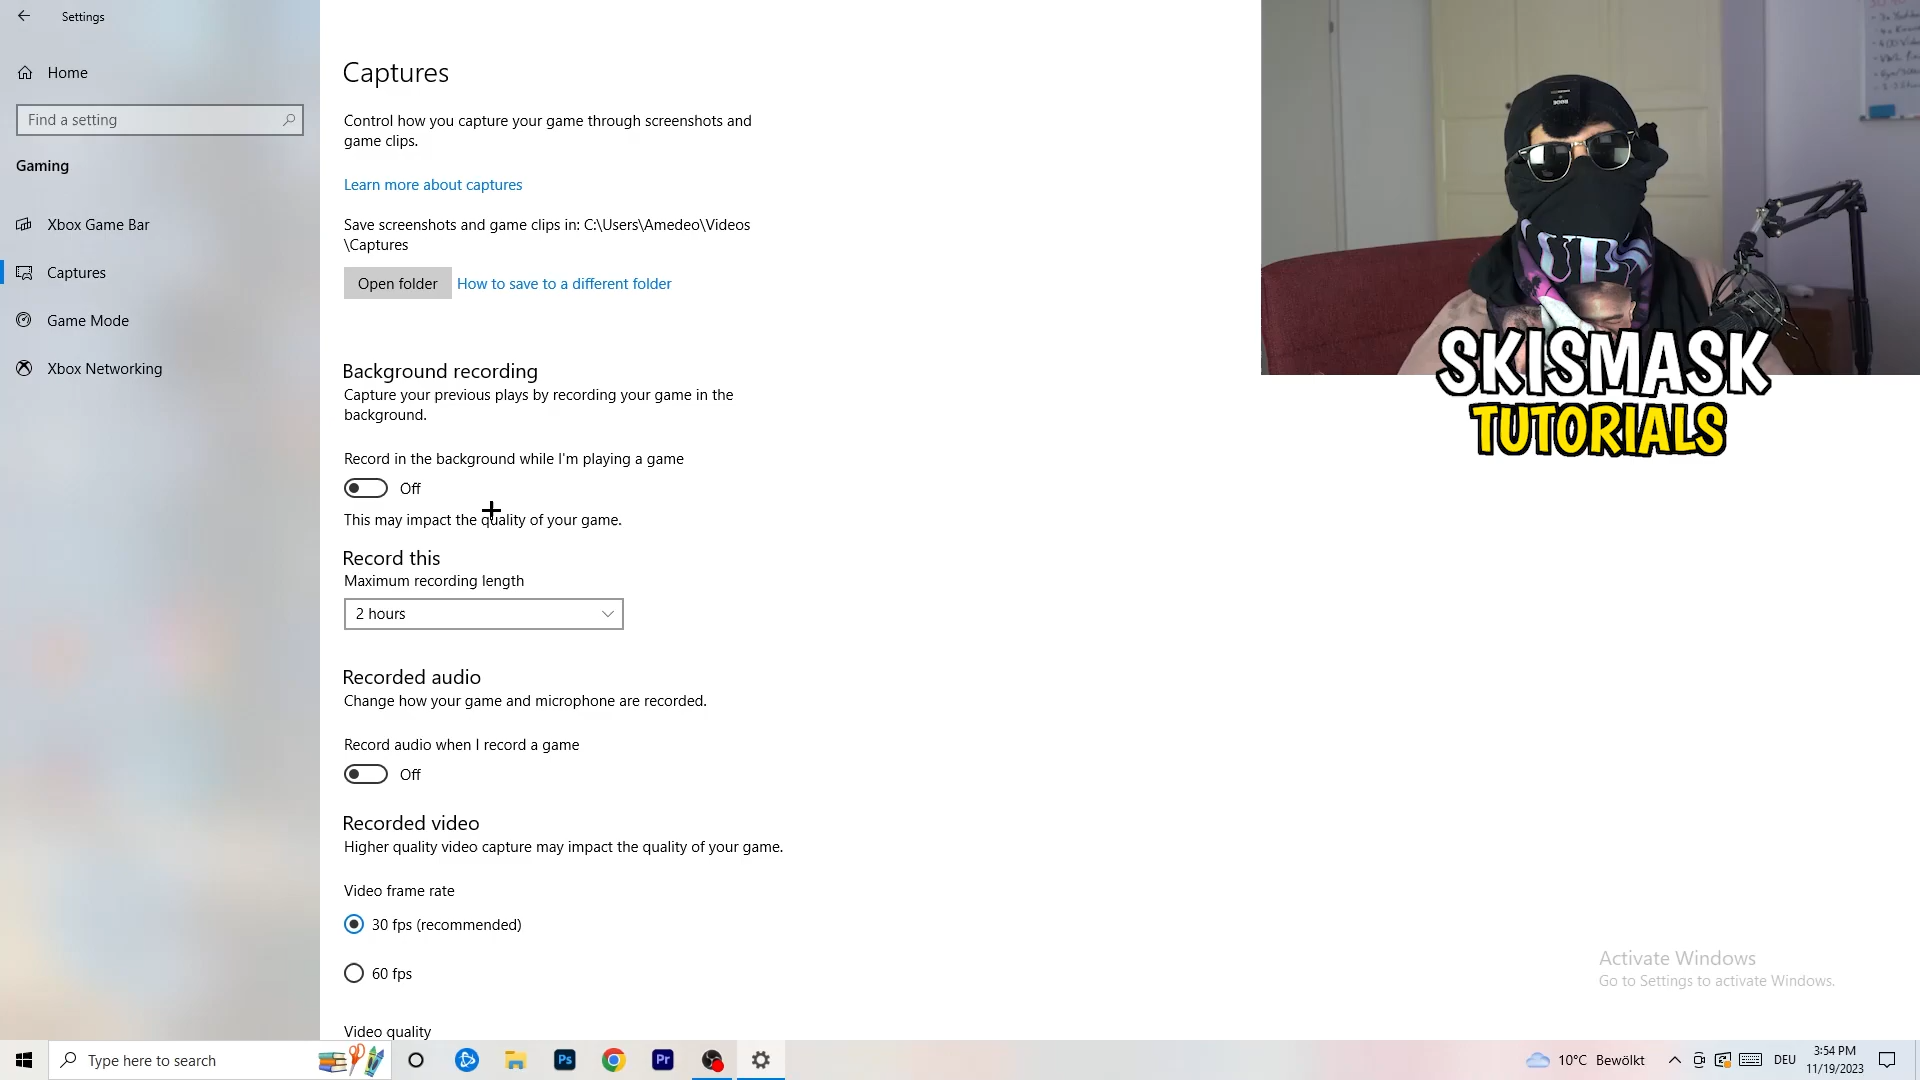 Settings
Home
Find a setting
Gaming
Xbox Game Bar
Captures
Game Mode
Xbox Networking
Captures
Control how you capture your game through screenshots and
game clips.
Learn more about captures
Save screenshots and game clips in: C:\Users\Amedeo\Videos
\Captures
Open folder
How to save to a different folder
Background recording
Capture your previous plays by recording your game in the
background.
Record in the background while I'm playing a game
Off
This may impact the quality of your game.
Record this
Maximum recording length
2 hours
Recorded audio
Change how your game and microphone are recorded.
Record audio when I record a game
Off
Recorded video
Higher quality video capture may impact the quality of your game.
Video frame rate
30 fps (recommended)
60 fps
Video quality
SKISMASK
TUTORIALS
Activate Windows
Go to Settings to activate Windows.
Type here to search
Ps
Pr
10°C Bewölkt
DEU
3:54 PM
11/19/2023